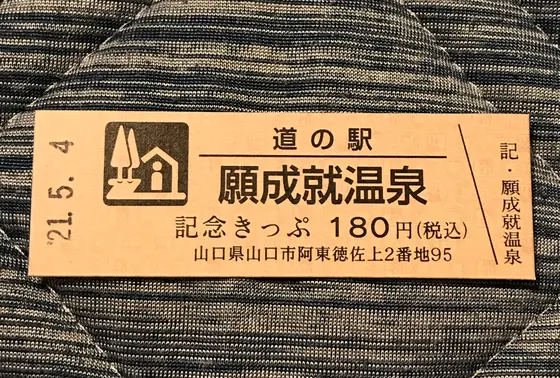 '21.5.4
道の駅
願成就温泉
記念きっぷ 180円(税込)
山口県山口市阿東徳佐上2番地95
記・願成就温泉